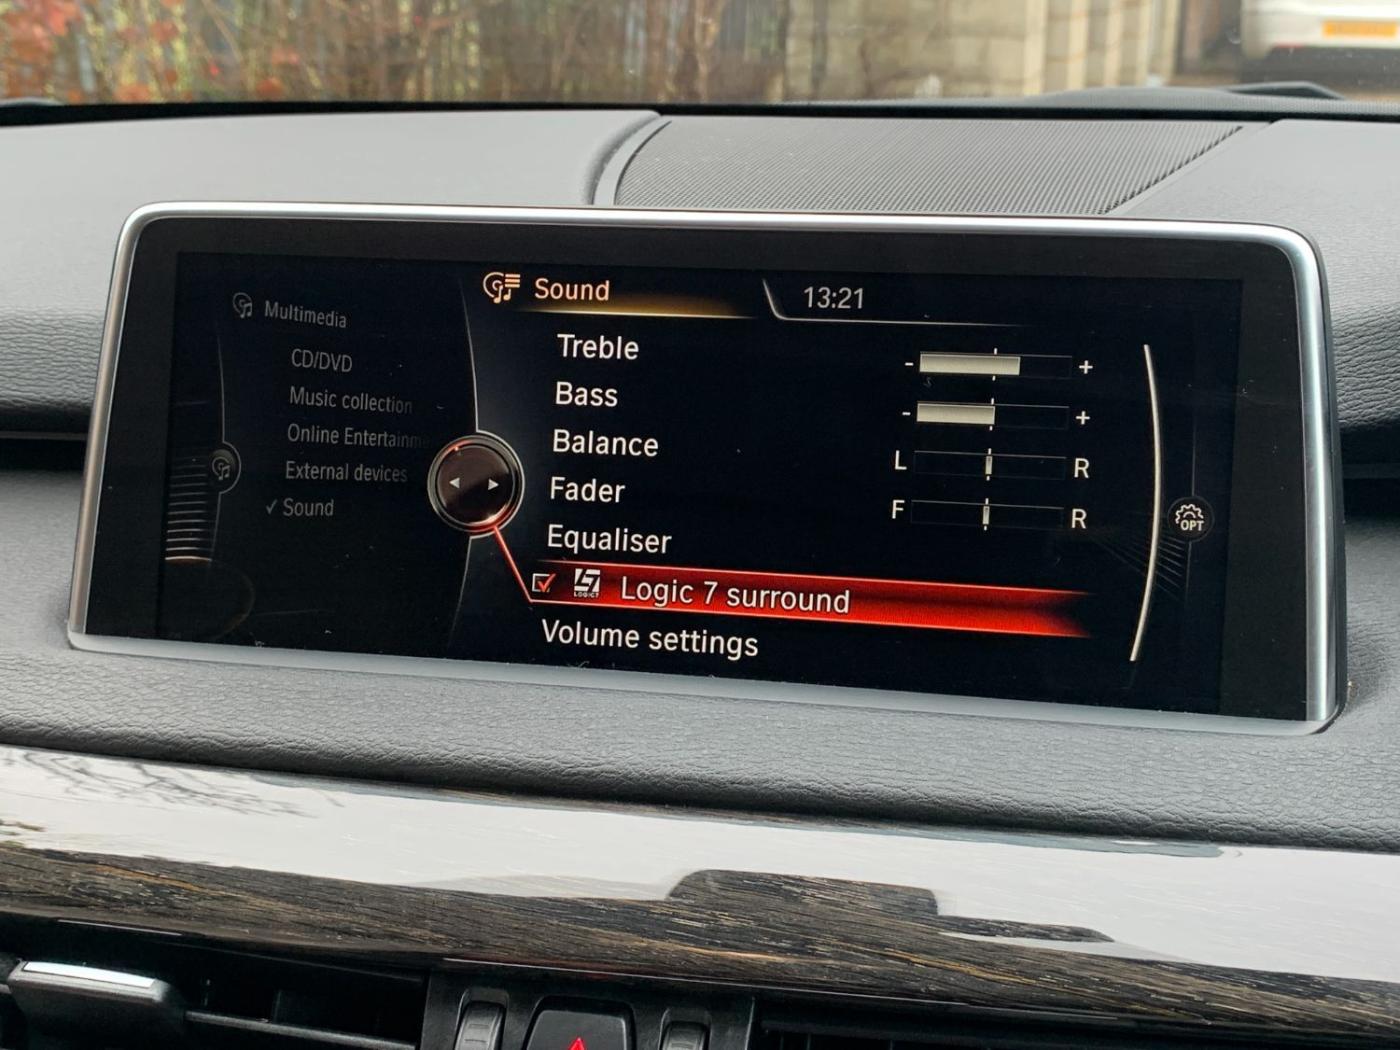 Multimedia
CD/DVD
Music collection
Online Entertainm
External devices
✓ Sound
Sound
13:21
Treble - +
Bass - +
Balance L R
Fader F R
Equaliser
LOGIC7 Logic 7 surround
Volume settings
OPT